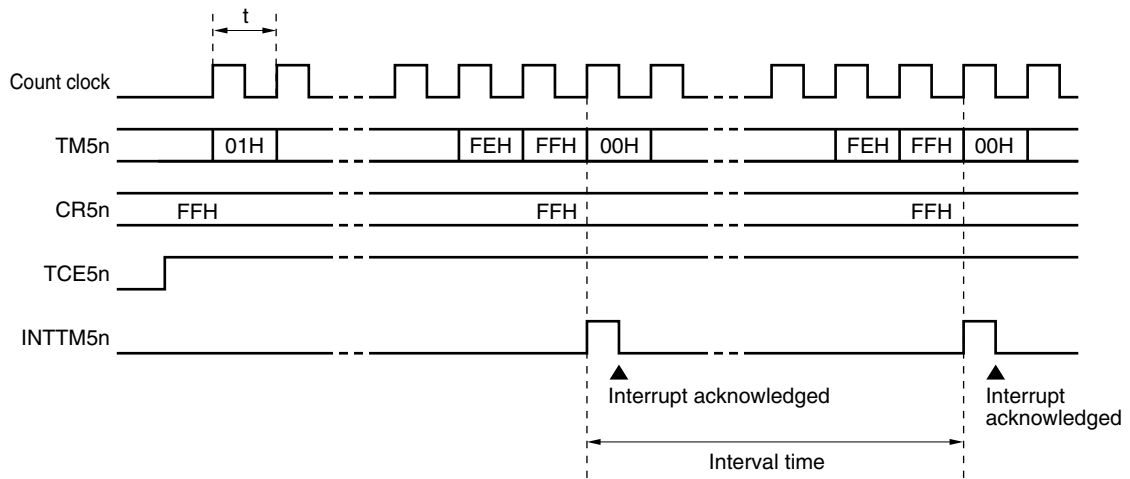 t
Count clock
TM5n 01H FEH FFH 00H FEH FFH 00H
CR5n FFH FFH FFH
TCE5n
INTTM5n
Interrupt acknowledged
Interrupt
acknowledged
Interval time